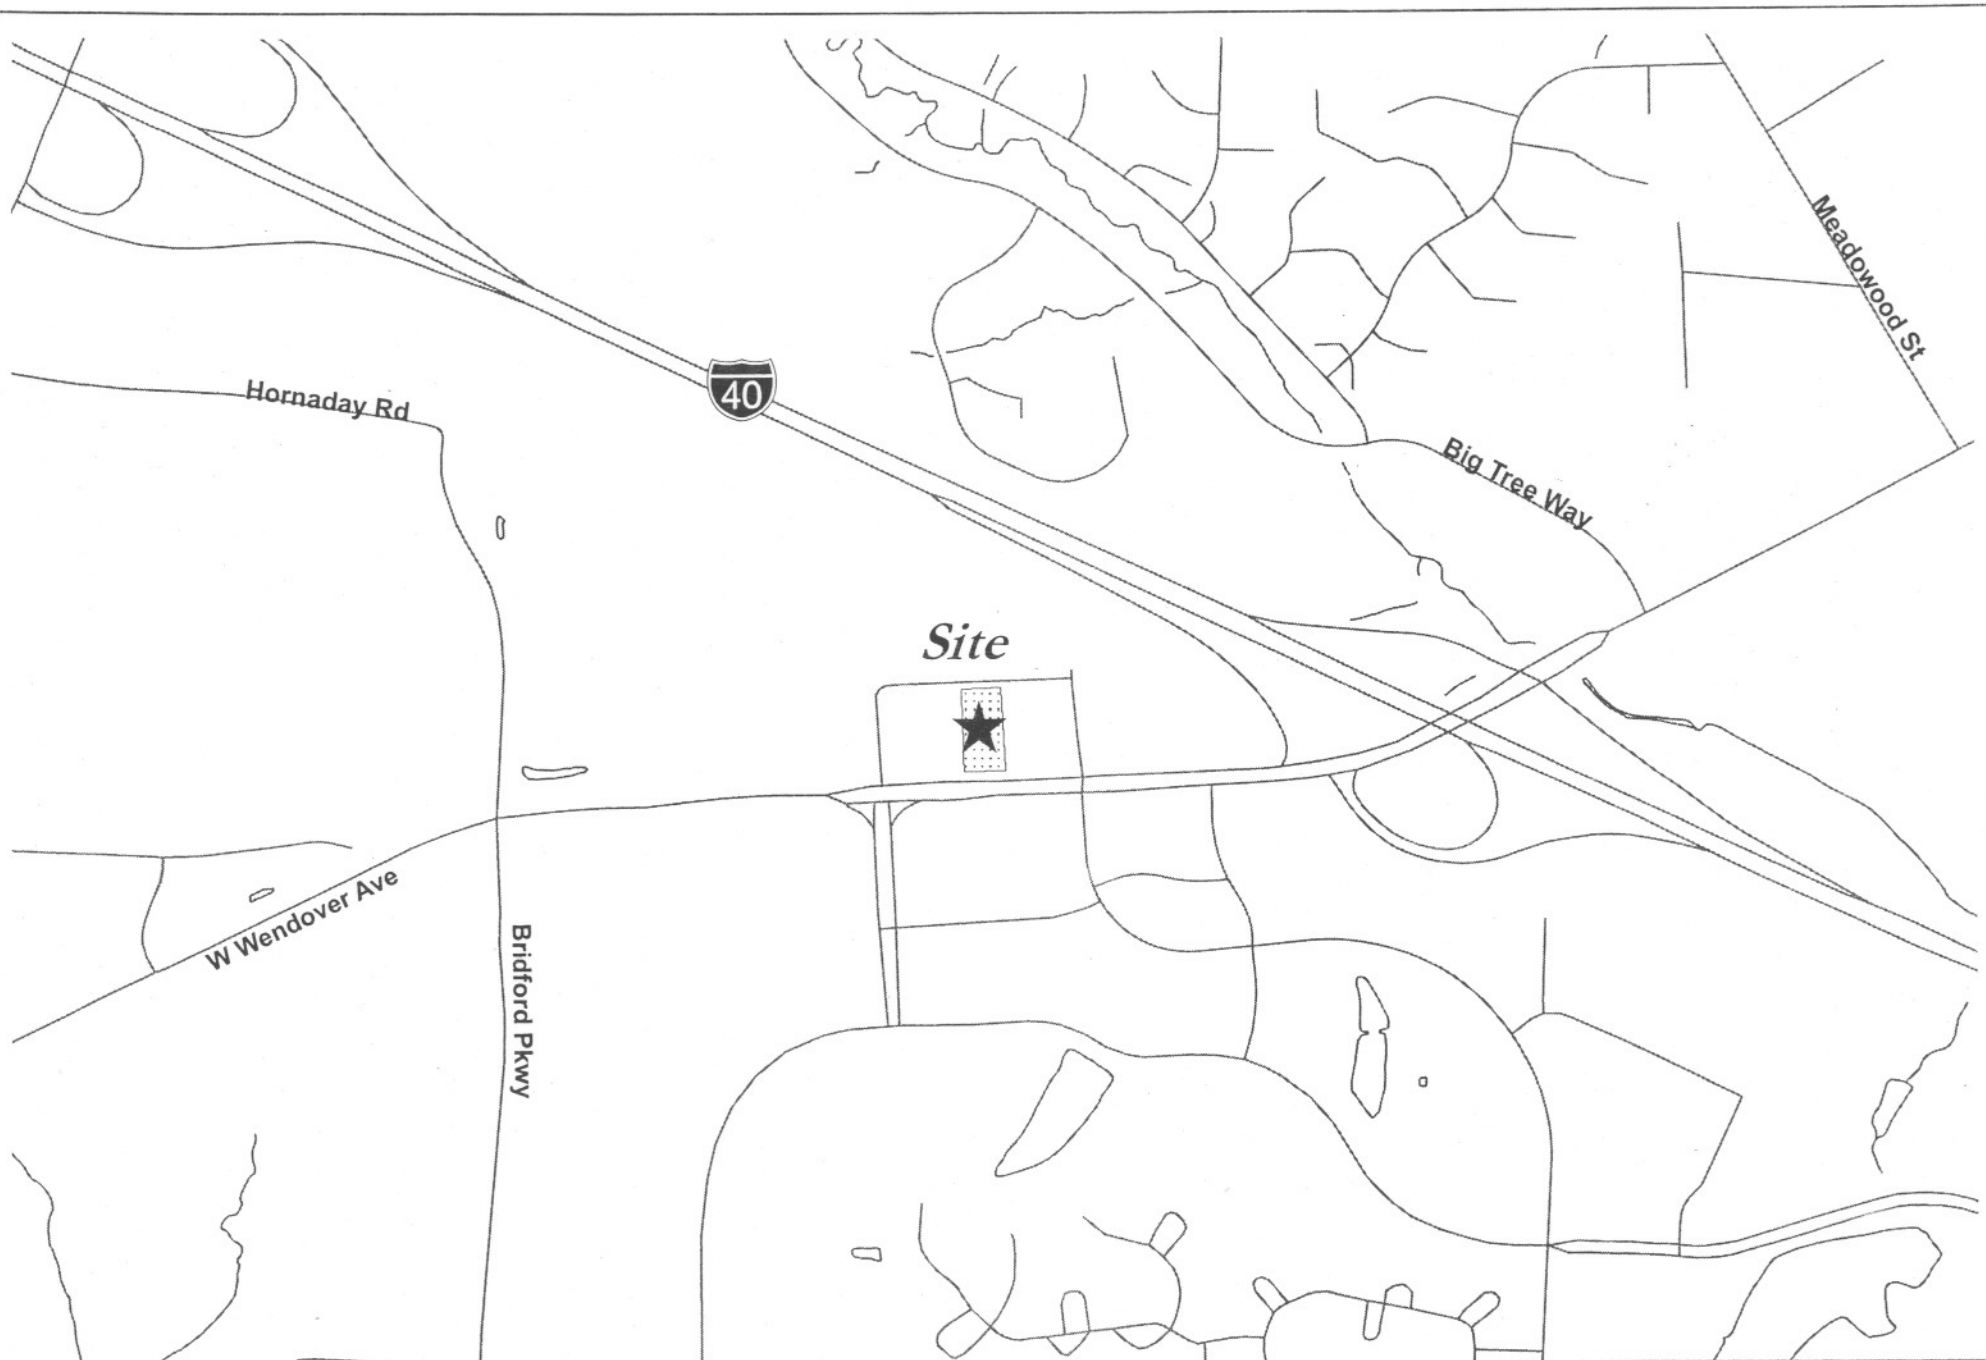 Meadowood St
40
Hornaday Rd
Big Tree Way
Site
W Wendover Ave
Bridford Pkwy